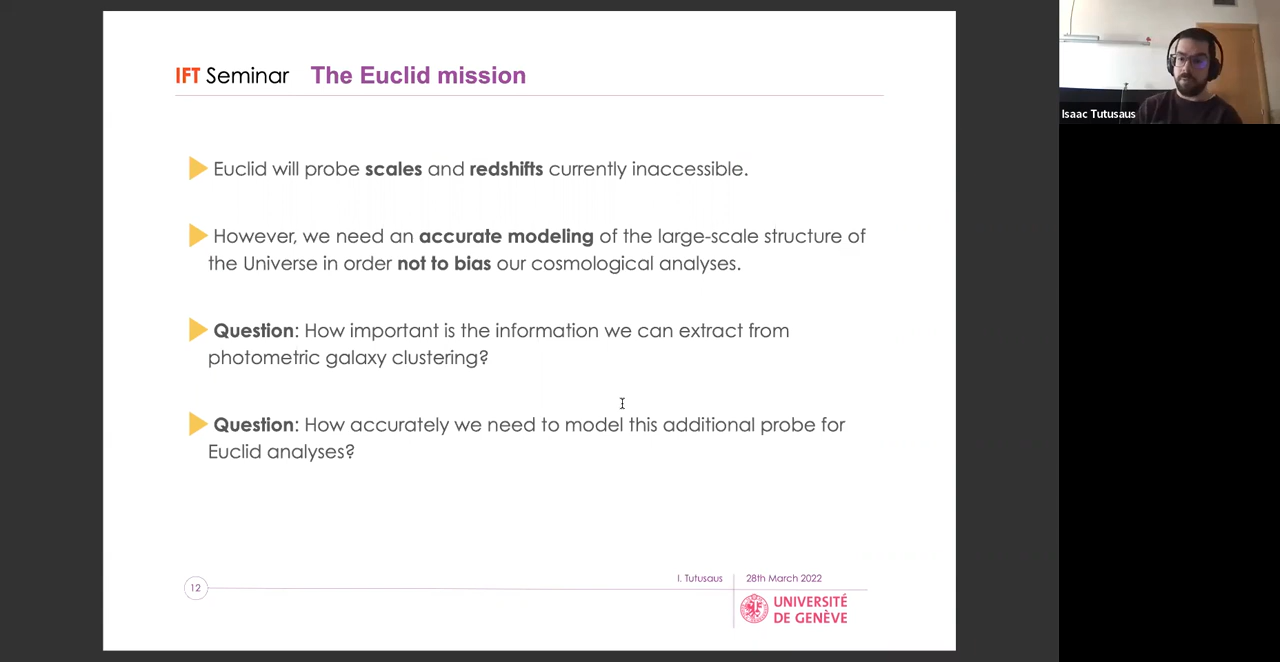 IFT Seminar The Euclid mission
Euclid will probe scales and redshifts currently inaccessible.
However, we need an accurate modeling of the large-scale structure of
the Universe in order not to bias our cosmological analyses.
Question: How important is the information we can extract from
photometric galaxy clustering?
Question: How accurately we need to model this additional probe for
Euclid analyses?
12
I. Tutusaus
28th March 2022
UNIVERSITÉ
DE GENÈVE
Isaac Tutusaus